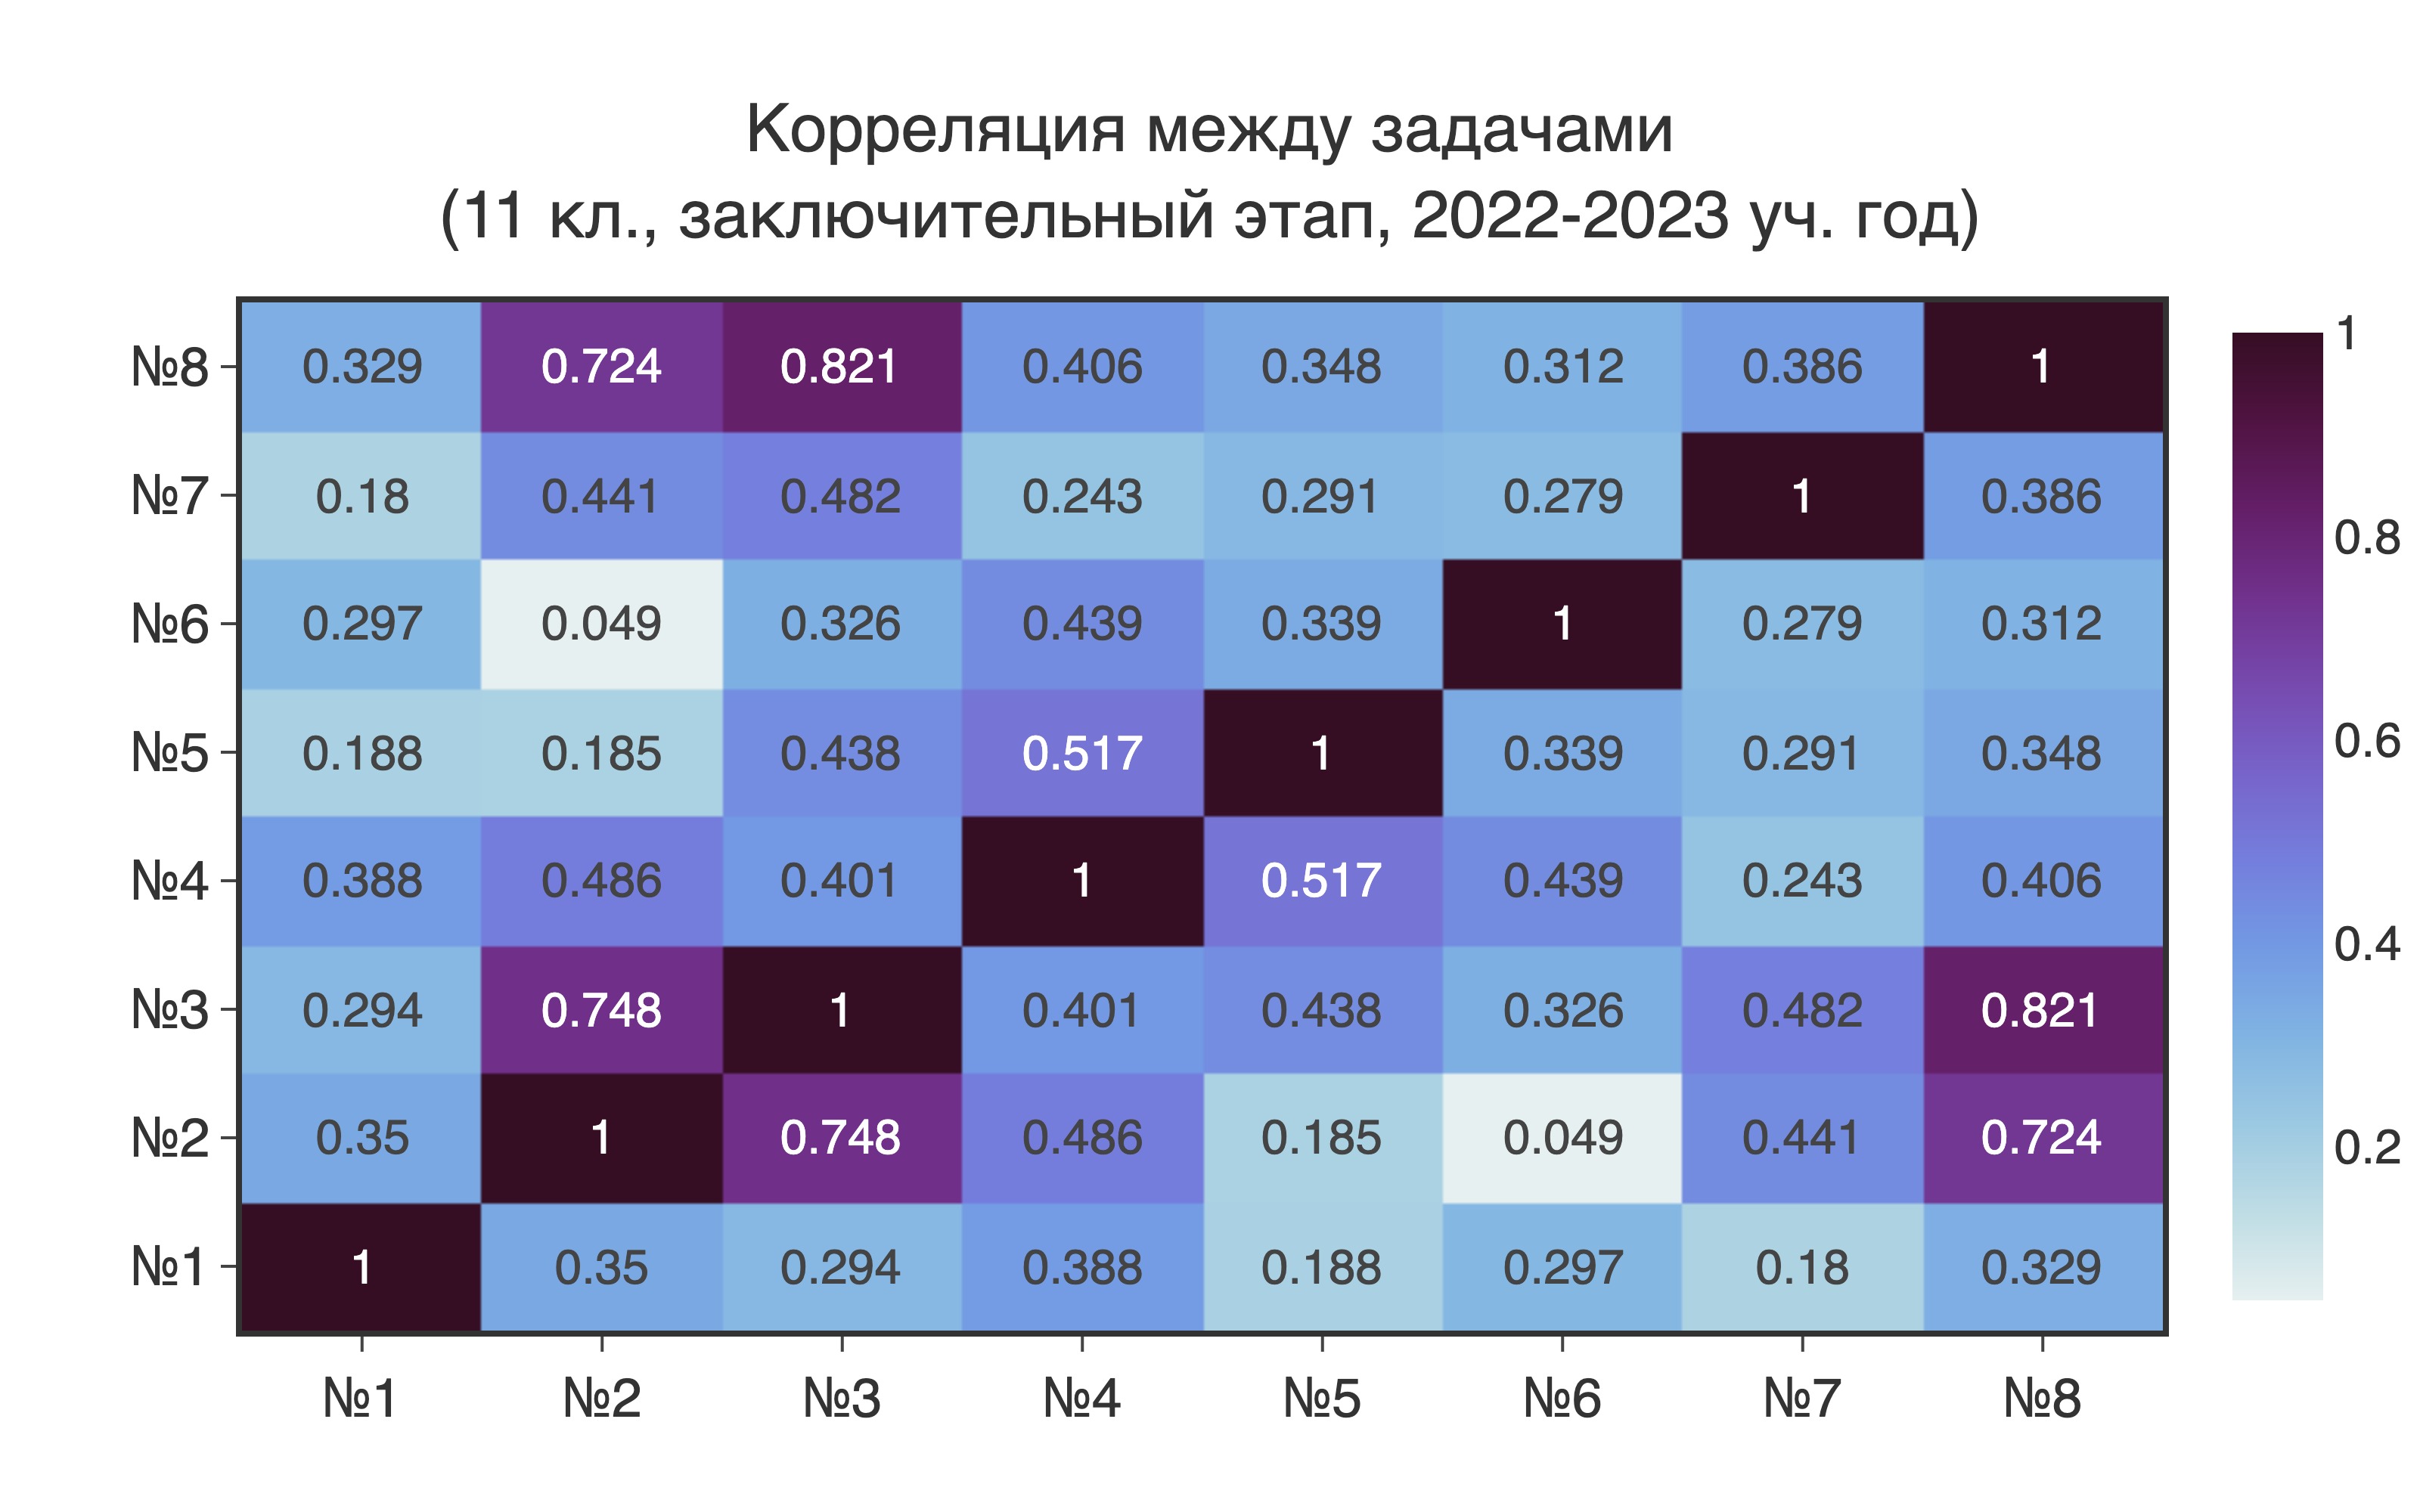 Корреляция между задачами
(11 кл., заключительный этап, 2022-2023 уч. год)
№8 0.329 0.724 0.821 0.406 0.348 0.312 0.386 1
№7 0.18 0.441 0.482 0.243 0.291 0.279 1 0.386
№6 0.297 0.049 0.326 0.439 0.339 1 0.279 0.312
№5 0.188 0.185 0.438 0.517 1 0.339 0.291 0.348
№4 0.388 0.486 0.401 1 0.517 0.439 0.243 0.406
№3 0.294 0.748 1 0.401 0.438 0.326 0.482 0.821
№2 0.35 1 0.748 0.486 0.185 0.049 0.441 0.724
№1 1 0.35 0.294 0.388 0.188 0.297 0.18 0.329
№1 №2 №3 №4 №5 №6 №7 №8
1
0.8
0.6
0.4
0.2